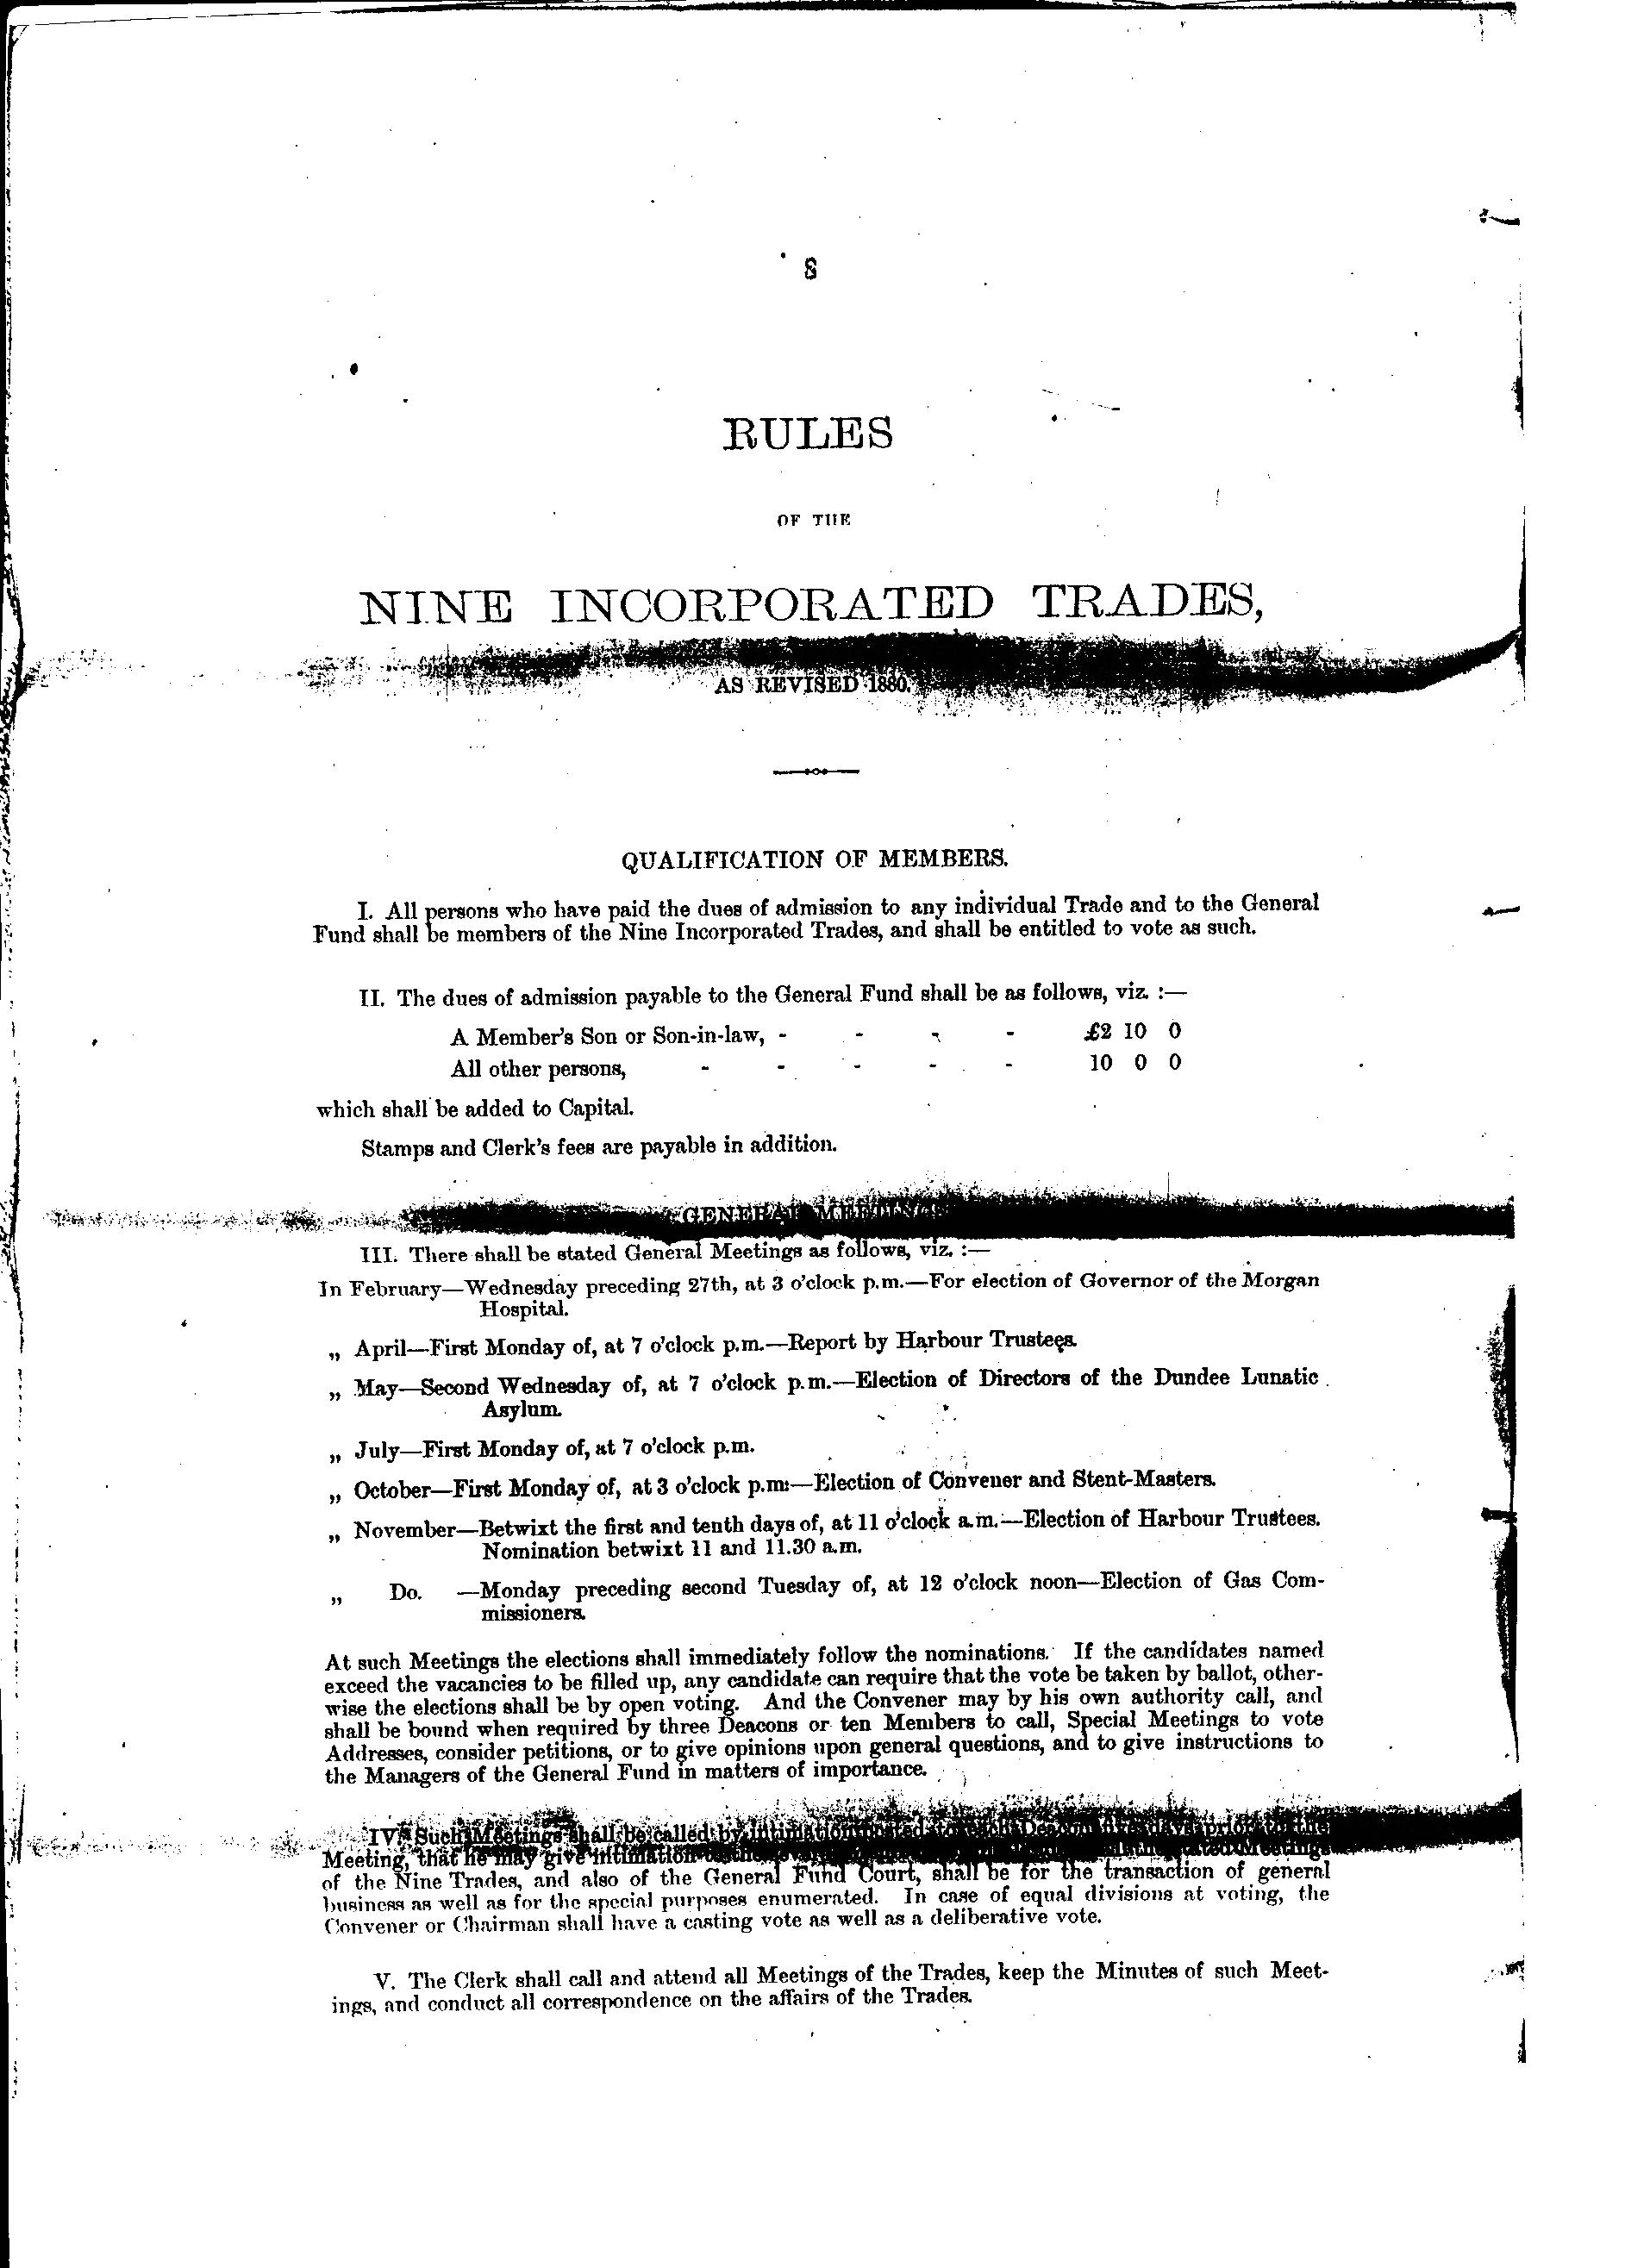 8
RULES
OF THE
NINE INCORPORATED TRADES,
AS REVISED 1880.
QUALIFICATION OF MEMBERS.
I. All persons who have paid the dues of admission to any individual Trade and to the General
Fund shall be members of the Nine Incorporated Trades, and shall be entitled to vote as such.
II. The dues of admission payable to the General Fund shall be as follows, viz. :—
A Member's Son or Son-in-law, - - - - £2 10 0
All other persons, - - - - - 10 0 0
which shall be added to Capital.
Stamps and Clerk's fees are payable in addition.
GENERAL MEETINGS
III. There shall be stated General Meetings as follows, viz. :—
In February—Wednesday preceding 27th, at 3 o'clock p.m.—For election of Governor of the Morgan
Hospital.
„ April—First Monday of, at 7 o'clock p.m.—Report by Harbour Trustees.
„ May—Second Wednesday of, at 7 o'clock p.m.—Election of Directors of the Dundee Lunatic
Asylum.
„ July—First Monday of, at 7 o'clock p.m.
„ October—First Monday of, at 3 o'clock p.m.—Election of Convener and Stent-Masters.
„ November—Betwixt the first and tenth days of, at 11 o'clock a.m.—Election of Harbour Trustees.
Nomination betwixt 11 and 11.30 a.m.
„ Do. —Monday preceding second Tuesday of, at 12 o'clock noon—Election of Gas Com-
missioners.
At such Meetings the elections shall immediately follow the nominations. If the candidates named
exceed the vacancies to be filled up, any candidate can require that the vote be taken by ballot, other-
wise the elections shall be by open voting. And the Convener may by his own authority call, and
shall be bound when required by three Deacons or ten Members to call, Special Meetings to vote
Addresses, consider petitions, or to give opinions upon general questions, and to give instructions to
the Managers of the General Fund in matters of importance.
IV. Such Meetings shall be called by intimation posted to each Deacon five days prior to the
Meeting, that he may give intimation stated Meetings
of the Nine Trades, and also of the General Fund Court, shall be for the transaction of general
business as well as for the special purposes enumerated. In case of equal divisions at voting, the
Convener or Chairman shall have a casting vote as well as a deliberative vote.
V. The Clerk shall call and attend all Meetings of the Trades, keep the Minutes of such Meet-
ings, and conduct all correspondence on the affairs of the Trades.